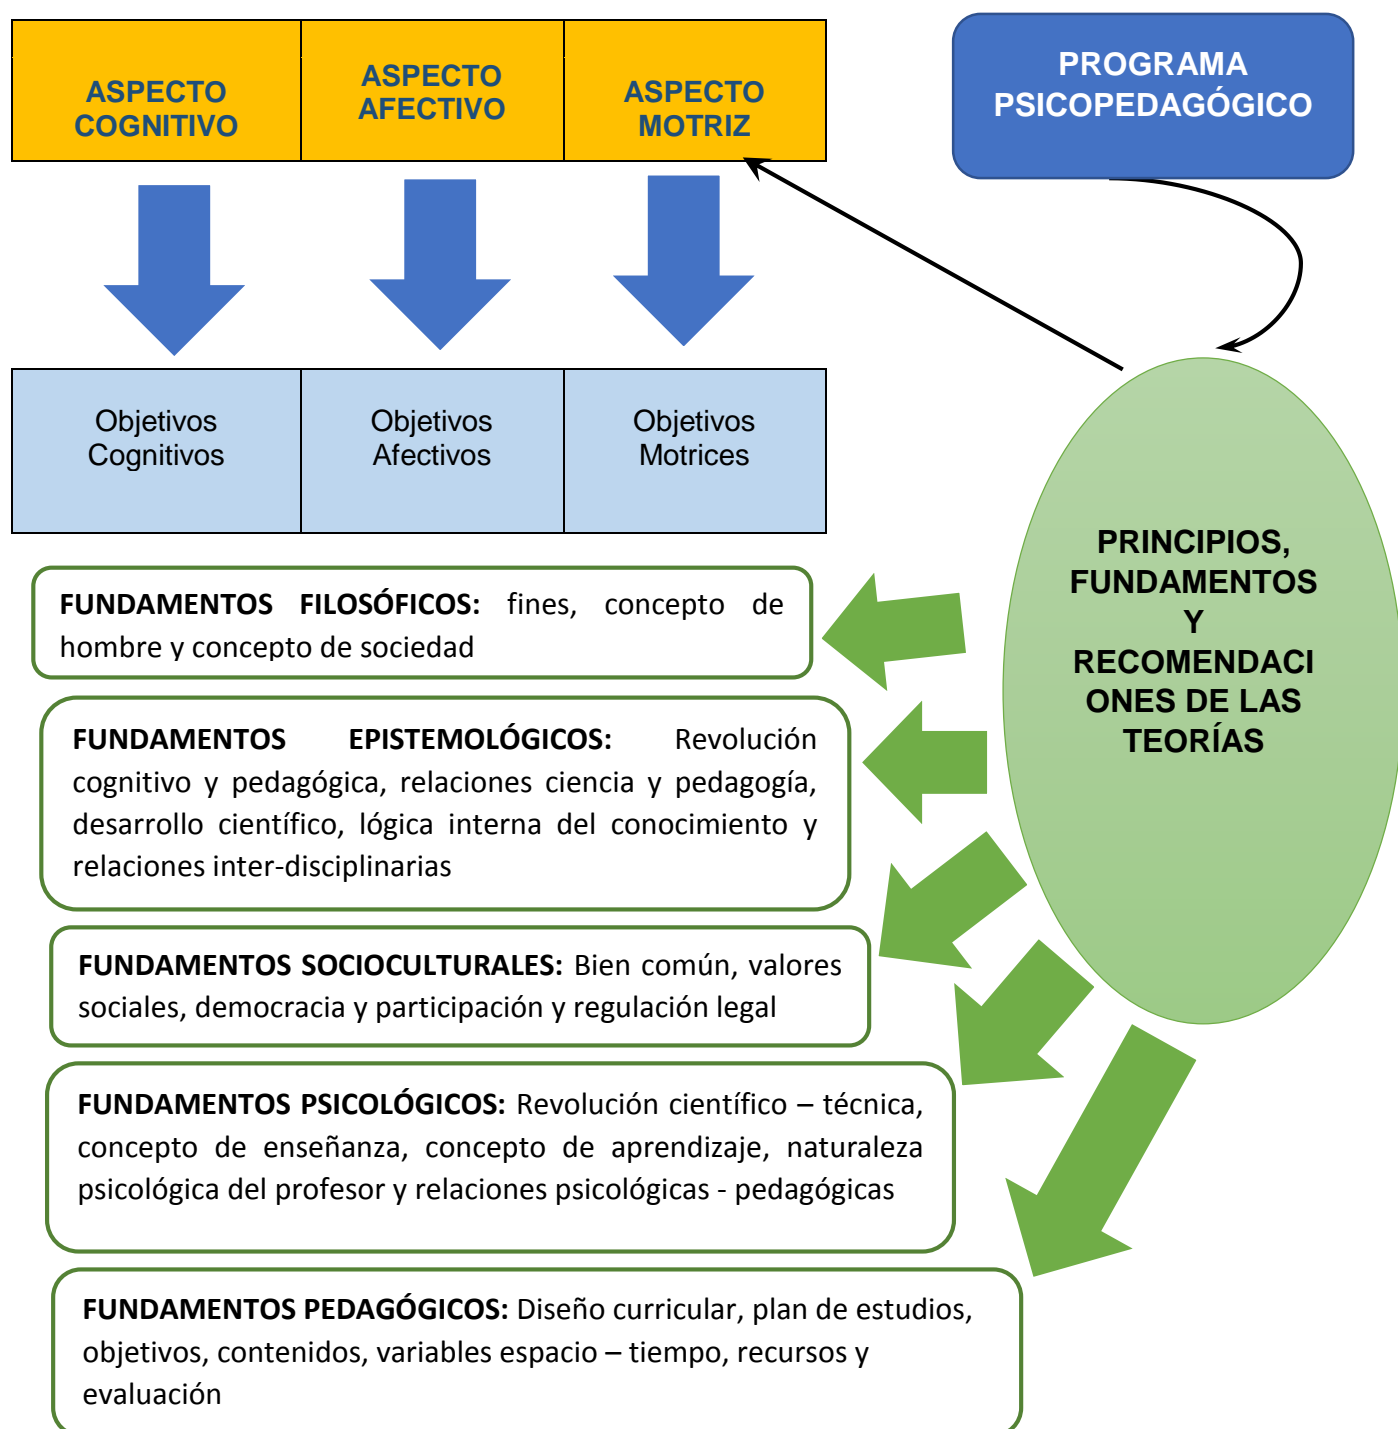 ASPECTO
COGNITIVO
ASPECTO
AFECTIVO
ASPECTO
MOTRIZ
PROGRAMA
PSICOPEDAGÓGICO
Objetivos
Cognitivos
Objetivos
Afectivos
Objetivos
Motrices
PRINCIPIOS,
FUNDAMENTOS
Y
RECOMENDACI
ONES DE LAS
TEORÍAS
FUNDAMENTOS FILOSÓFICOS: fines, concepto de
hombre y concepto de sociedad
FUNDAMENTOS EPISTEMOLÓGICOS: Revolución
cognitivo y pedagógica, relaciones ciencia y pedagogía,
desarrollo científico, lógica interna del conocimiento y
relaciones inter-disciplinarias
FUNDAMENTOS SOCIOCULTURALES: Bien común, valores
sociales, democracia y participación y regulación legal
FUNDAMENTOS PSICOLÓGICOS: Revolución científico – técnica,
concepto de enseñanza, concepto de aprendizaje, naturaleza
psicológica del profesor y relaciones psicológicas - pedagógicas
FUNDAMENTOS PEDAGÓGICOS: Diseño curricular, plan de estudios,
objetivos, contenidos, variables espacio – tiempo, recursos y
evaluación